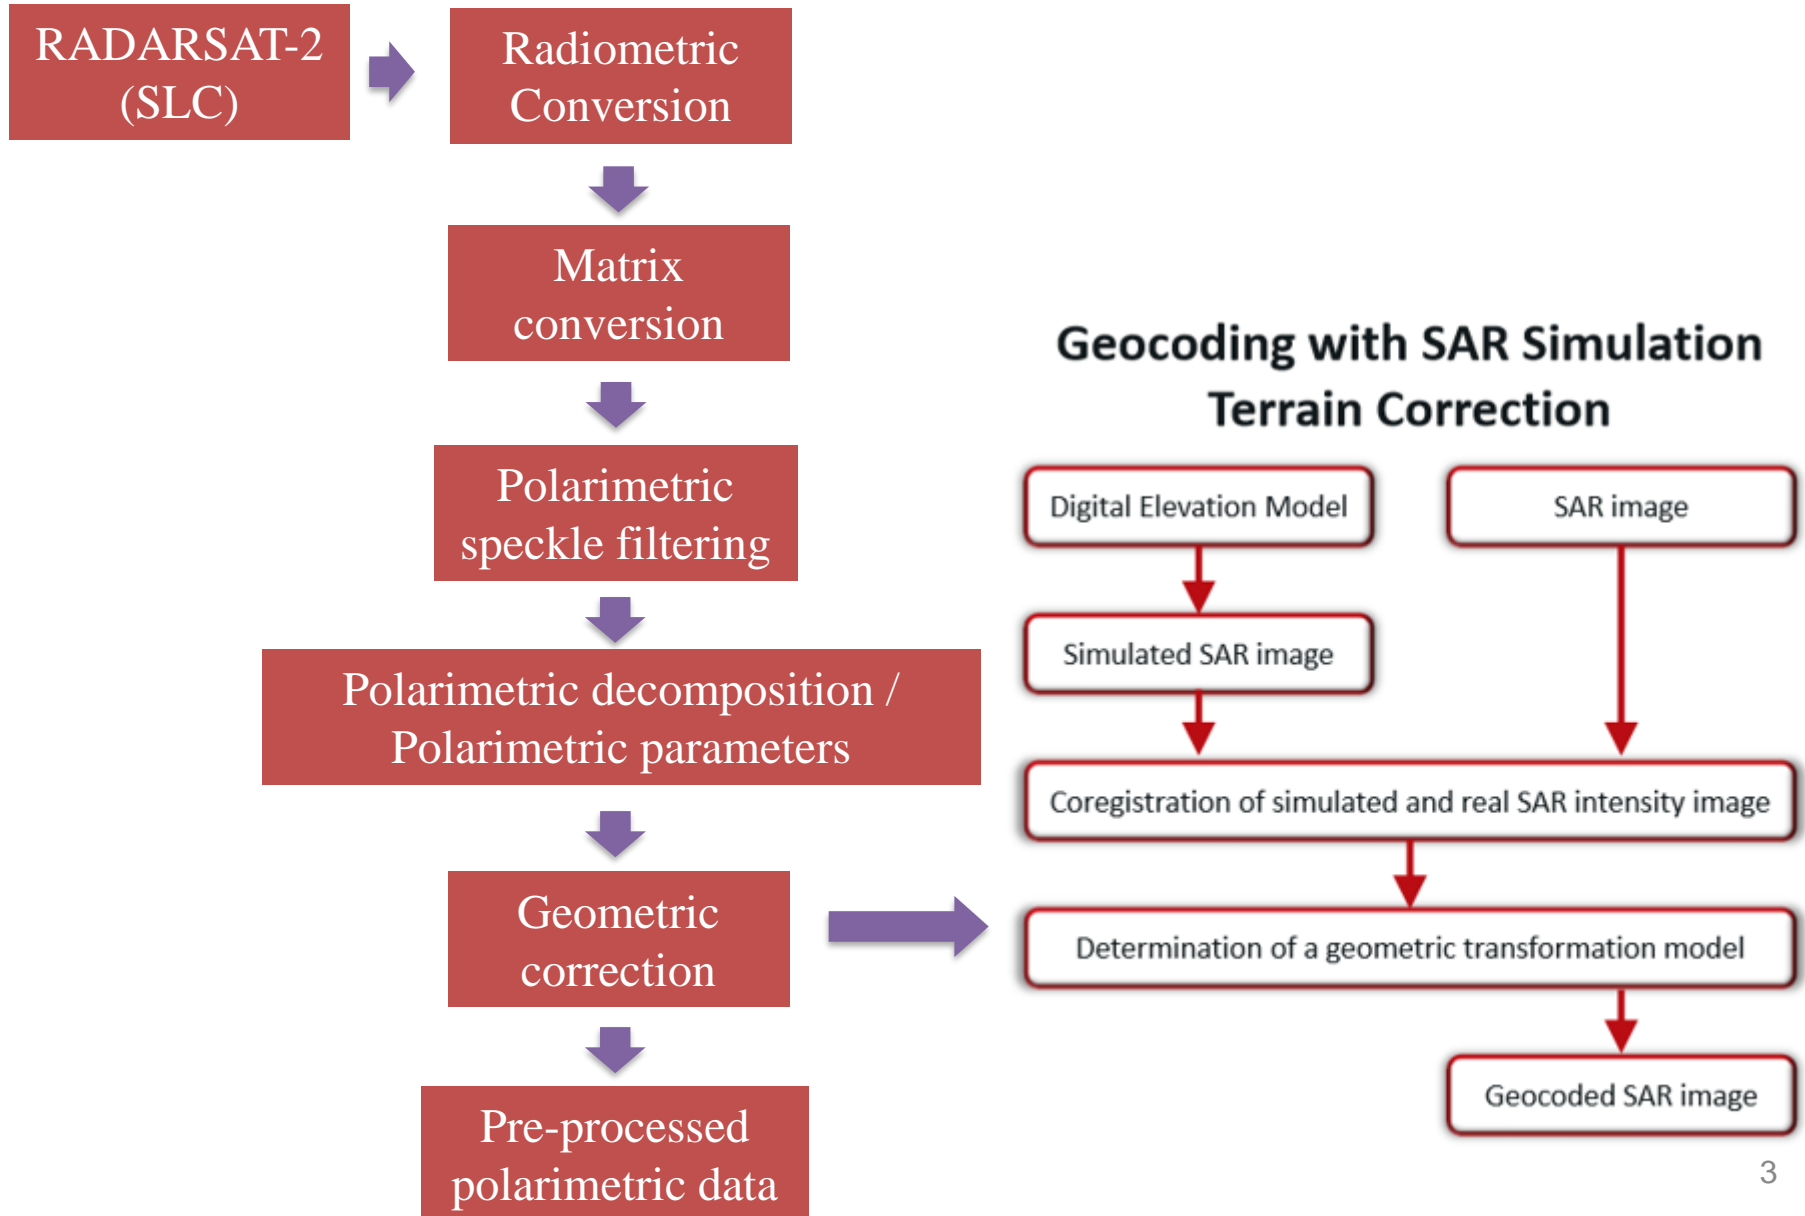 RADARSAT-2
(SLC)
Radiometric
Conversion
Matrix
conversion
Polarimetric
speckle filtering
Polarimetric decomposition /
Polarimetric parameters
Geometric
correction
Pre-processed
polarimetric data
Geocoding with SAR Simulation
Terrain Correction
Digital Elevation Model
SAR image
Simulated SAR image
Coregistration of simulated and real SAR intensity image
Determination of a geometric transformation model
Geocoded SAR image
3